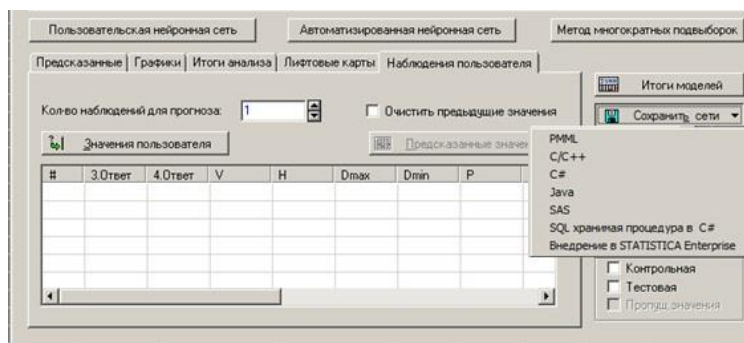 Пользовательская нейронная сеть Автоматизированная нейронная сеть Метод многократных подвыборок
Предсказанные Графики Итоги анализа Лифтовые карты Наблюдения пользователя
Итоги моделей
Кол-во наблюдений для прогноза: 1 Очистить предыдущие значения Сохранить сети
Значения пользователя Предсказанные значен
PMML
C/C++
C#
Java
SAS
SQL хранимая процедура в C#
Внедрение в STATISTICA Enterprise
# 3.Ответ 4.Ответ V H Dmax Dmin P
Контрольная
Тестовая
Пропущ. значения